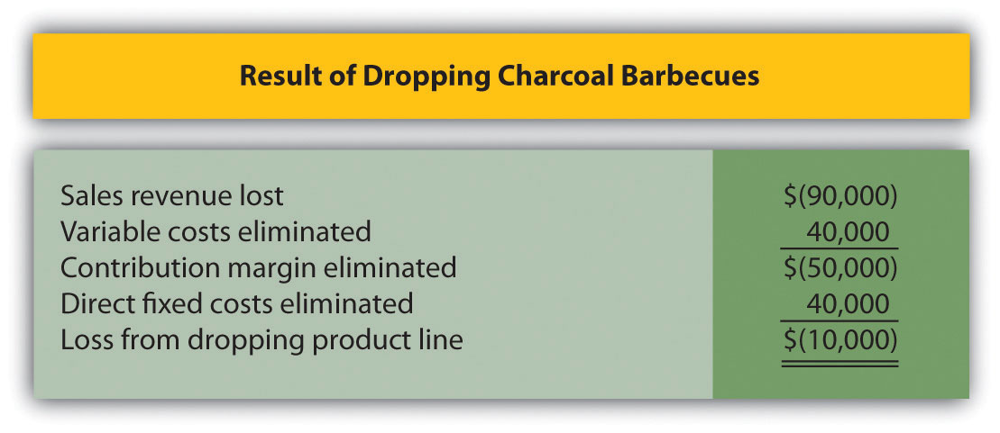 Result of Dropping Charcoal Barbecues
Sales revenue lost $(90,000)
Variable costs eliminated 40,000
Contribution margin eliminated $(50,000)
Direct fixed costs eliminated 40,000
Loss from dropping product line $(10,000)